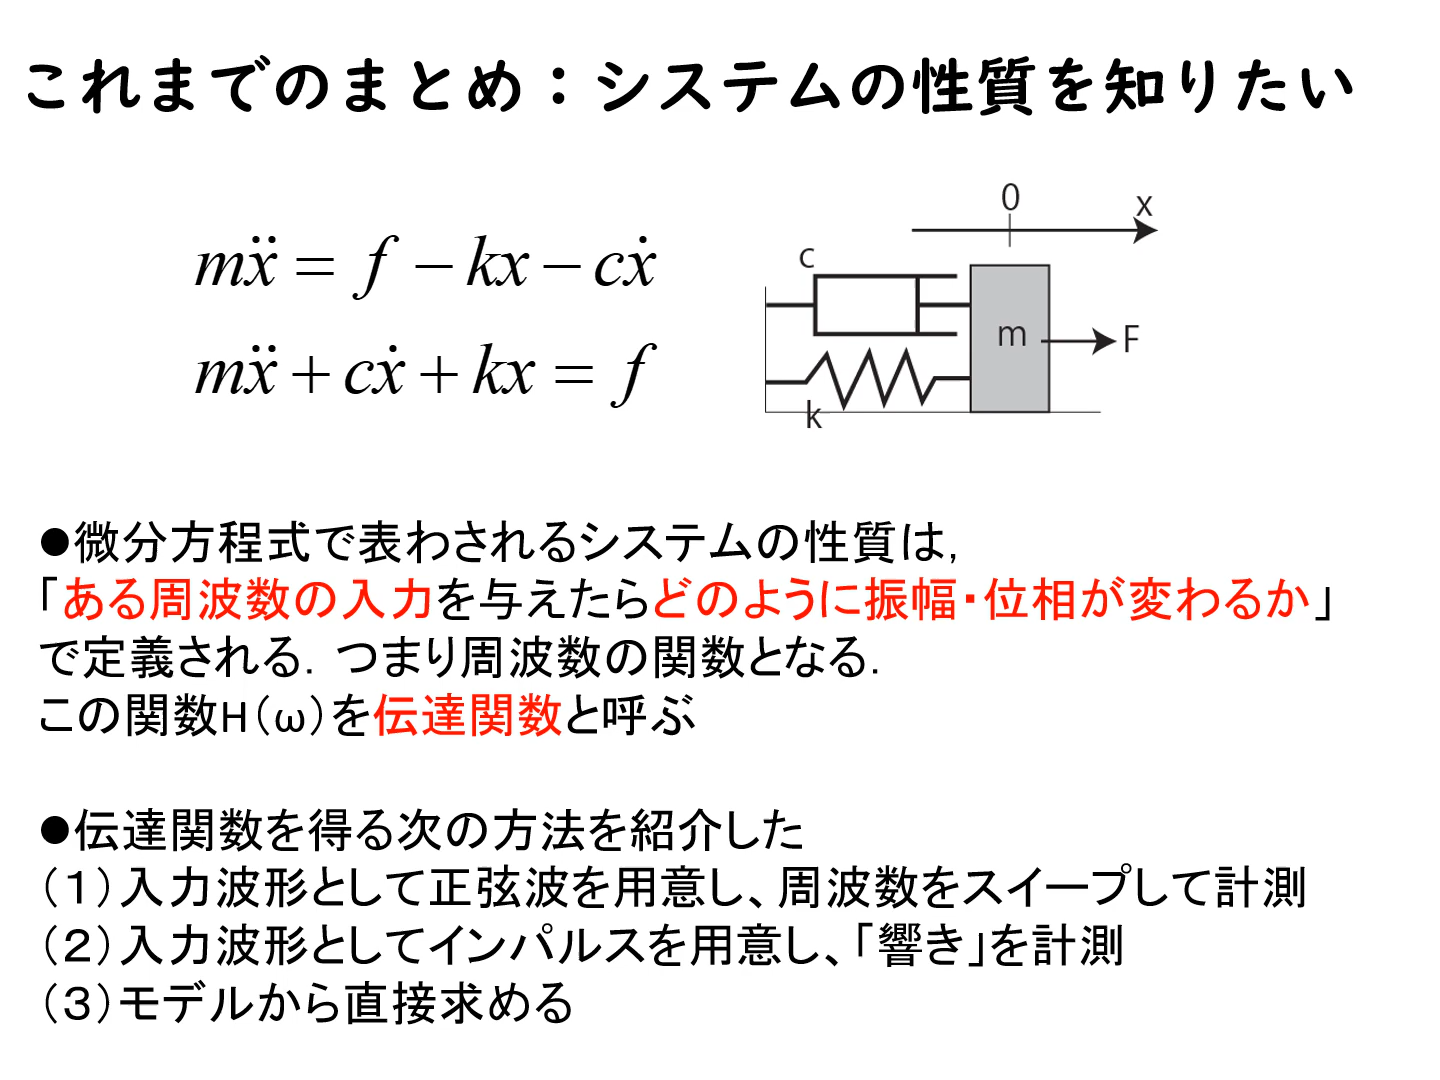 これまでのまとめ：システムの性質を知りたい
mẍ = f − kx − cẋ
mẍ + cẋ + kx = f
0
x
c
m
F
k
●微分方程式で表わされるシステムの性質は，
「ある周波数の入力を与えたらどのように振幅・位相が変わるか」
で定義される．つまり周波数の関数となる．
この関数H（ω）を伝達関数と呼ぶ
●伝達関数を得る次の方法を紹介した
（１）入力波形として正弦波を用意し、周波数をスイープして計測
（２）入力波形としてインパルスを用意し、「響き」を計測
（３）モデルから直接求める